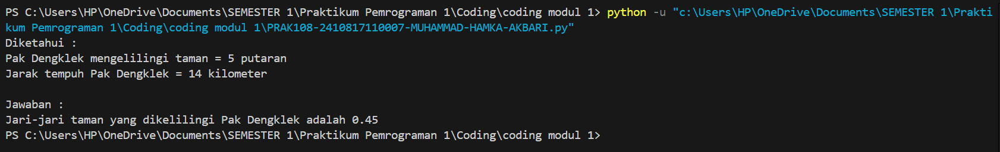 PS C:\Users\HP\OneDrive\Documents\SEMESTER 1\Praktikum Pemrograman 1\Coding\coding modul 1> python -u "c:\Users\HP\OneDrive\Documents\SEMESTER 1\Prakti
kum Pemrograman 1\Coding\coding modul 1\PRAK108-2410817110007-MUHAMMAD-HAMKA-AKBARI.py"
Diketahui :
Pak Dengklek mengelilingi taman = 5 putaran
Jarak tempuh Pak Dengklek = 14 kilometer
Jawaban :
Jari-jari taman yang dikelilingi Pak Dengklek adalah 0.45
PS C:\Users\HP\OneDrive\Documents\SEMESTER 1\Praktikum Pemrograman 1\Coding\coding modul 1>